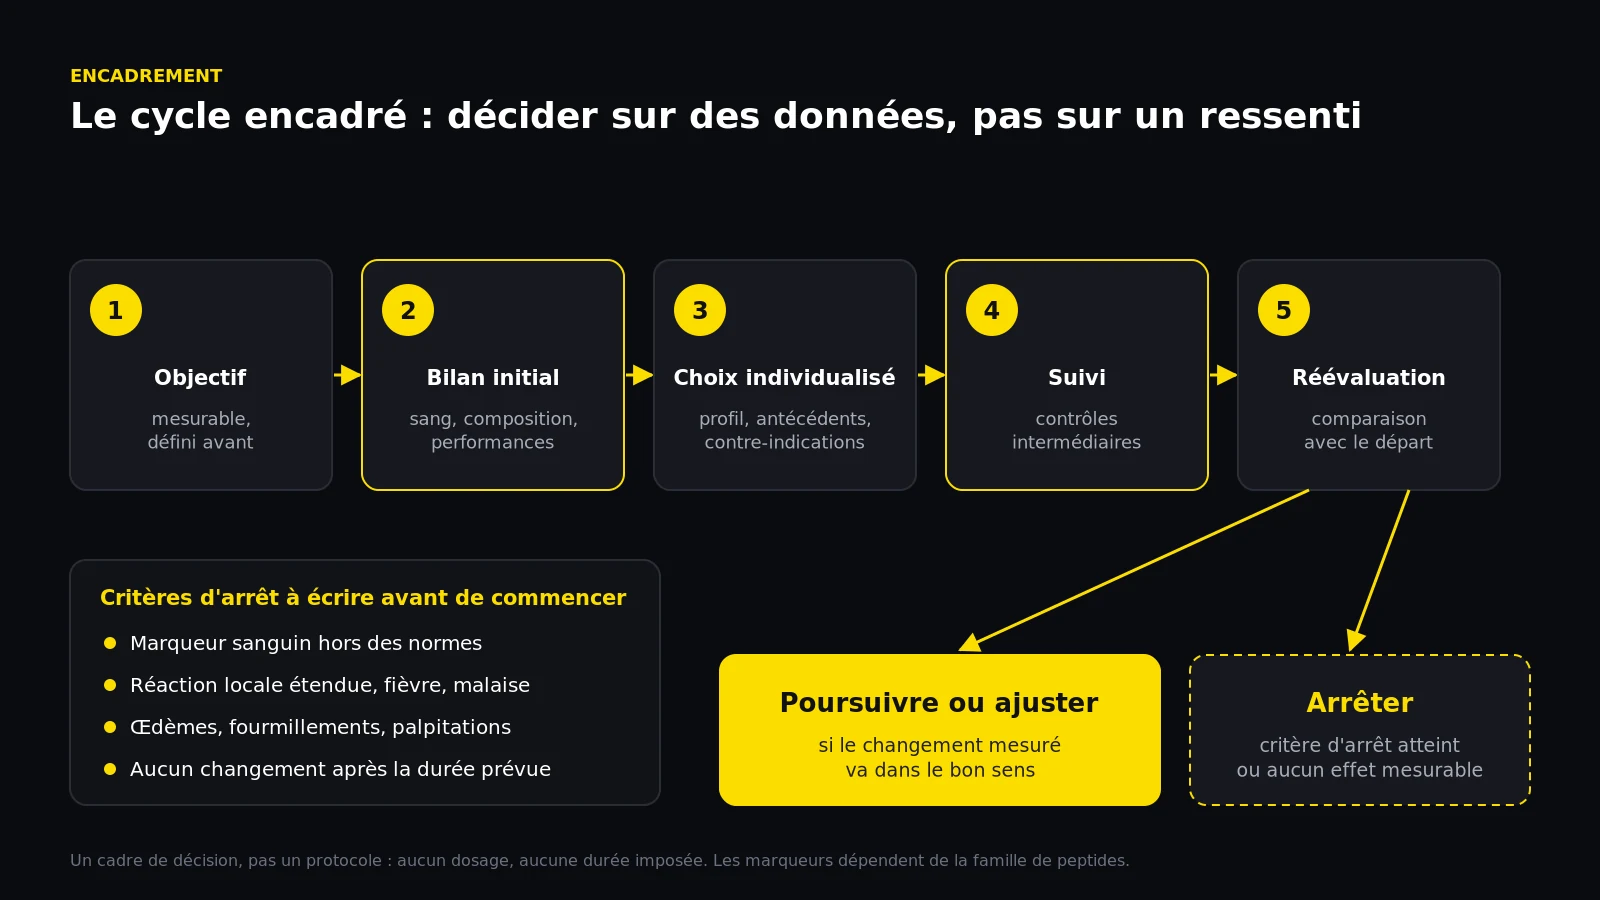 ENCADREMENT
Le cycle encadré : décider sur des données, pas sur un ressenti
1
Objectif
mesurable,
défini avant
2
Bilan initial
sang, composition,
performances
3
Choix individualisé
profil, antécédents,
contre-indications
4
Suivi
contrôles
intermédiaires
5
Réévaluation
comparaison
avec le départ
Critères d'arrêt à écrire avant de commencer
Marqueur sanguin hors des normes
Réaction locale étendue, fièvre, malaise
Œdèmes, fourmillements, palpitations
Aucun changement après la durée prévue
Poursuivre ou ajuster
si le changement mesuré
va dans le bon sens
Arrêter
critère d'arrêt atteint
ou aucun effet mesurable
Un cadre de décision, pas un protocole : aucun dosage, aucune durée imposée. Les marqueurs dépendent de la famille de peptides.